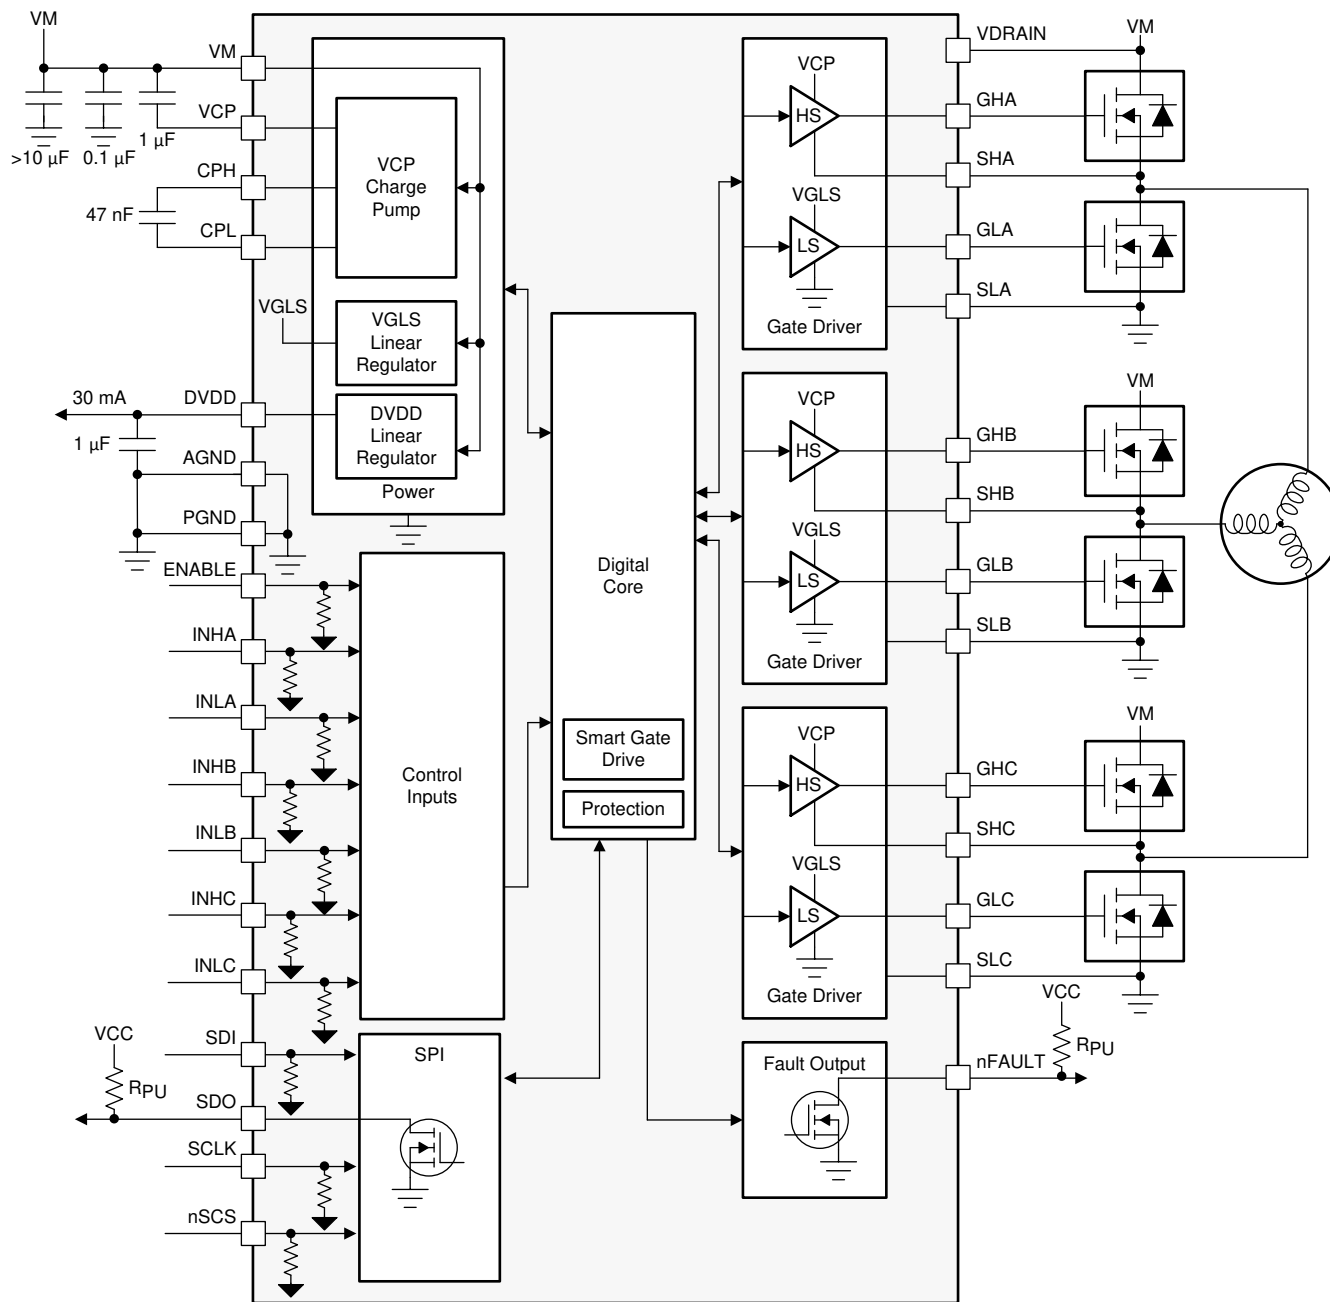 VM
VM
VCP
>10 µF
0.1 µF
1 µF
CPH
47 nF
CPL
VCP
Charge
Pump
VGLS
VGLS
Linear
Regulator
30 mA
DVDD
1 µF
DVDD
Linear
Regulator
AGND
Power
PGND
ENABLE
INHA
INLA
INHB
INLB
INHC
INLC
Control
Inputs
SDI
VCC
RPU
SDO
SCLK
nSCS
SPI
Digital
Core
Smart Gate
Drive
Protection
VCP
HS
VGLS
LS
Gate Driver
VCP
HS
VGLS
LS
Gate Driver
VCP
HS
VGLS
LS
Gate Driver
Fault Output
VDRAIN
VM
GHA
SHA
GLA
SLA
VM
GHB
SHB
GLB
SLB
VM
GHC
SHC
GLC
SLC
VCC
RPU
nFAULT